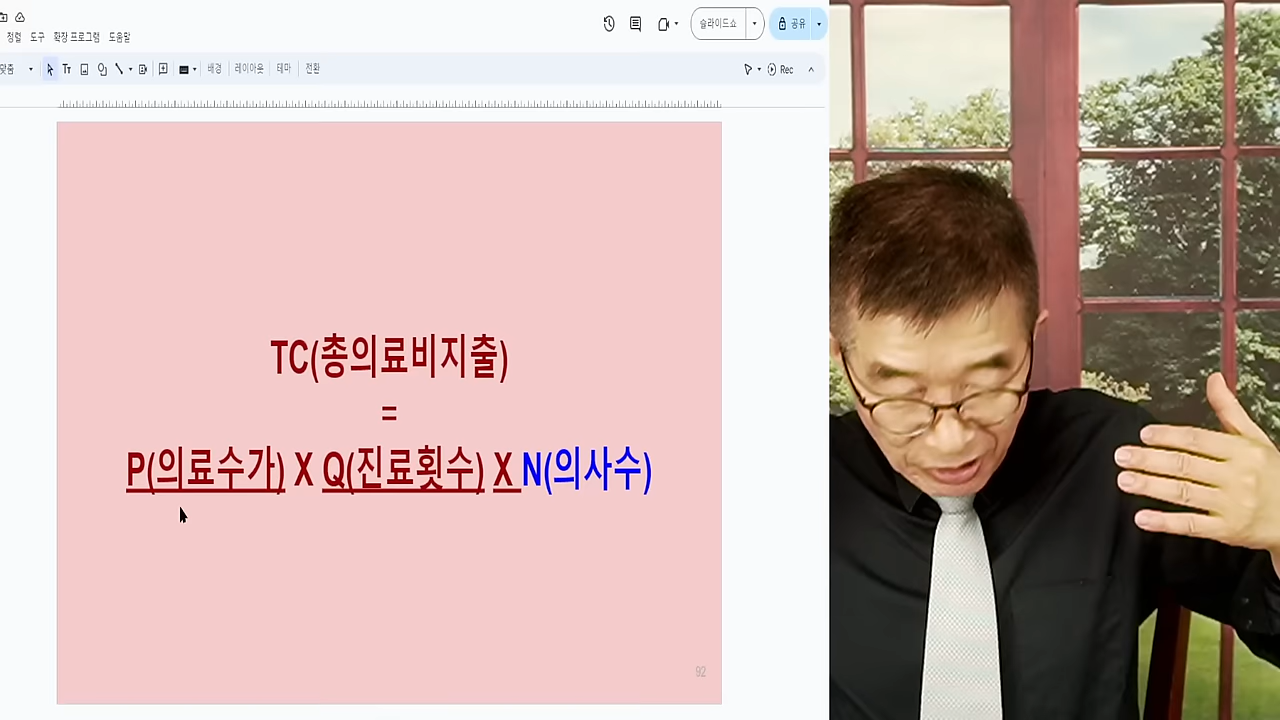 정렬 도구 확장 프로그램 도움말
슬라이드쇼
공유
맞춤
배경 레이아웃 테마 전환
Rec
TC(총의료비지출)
=
P(의료수가) X Q(진료횟수) X N(의사수)
92